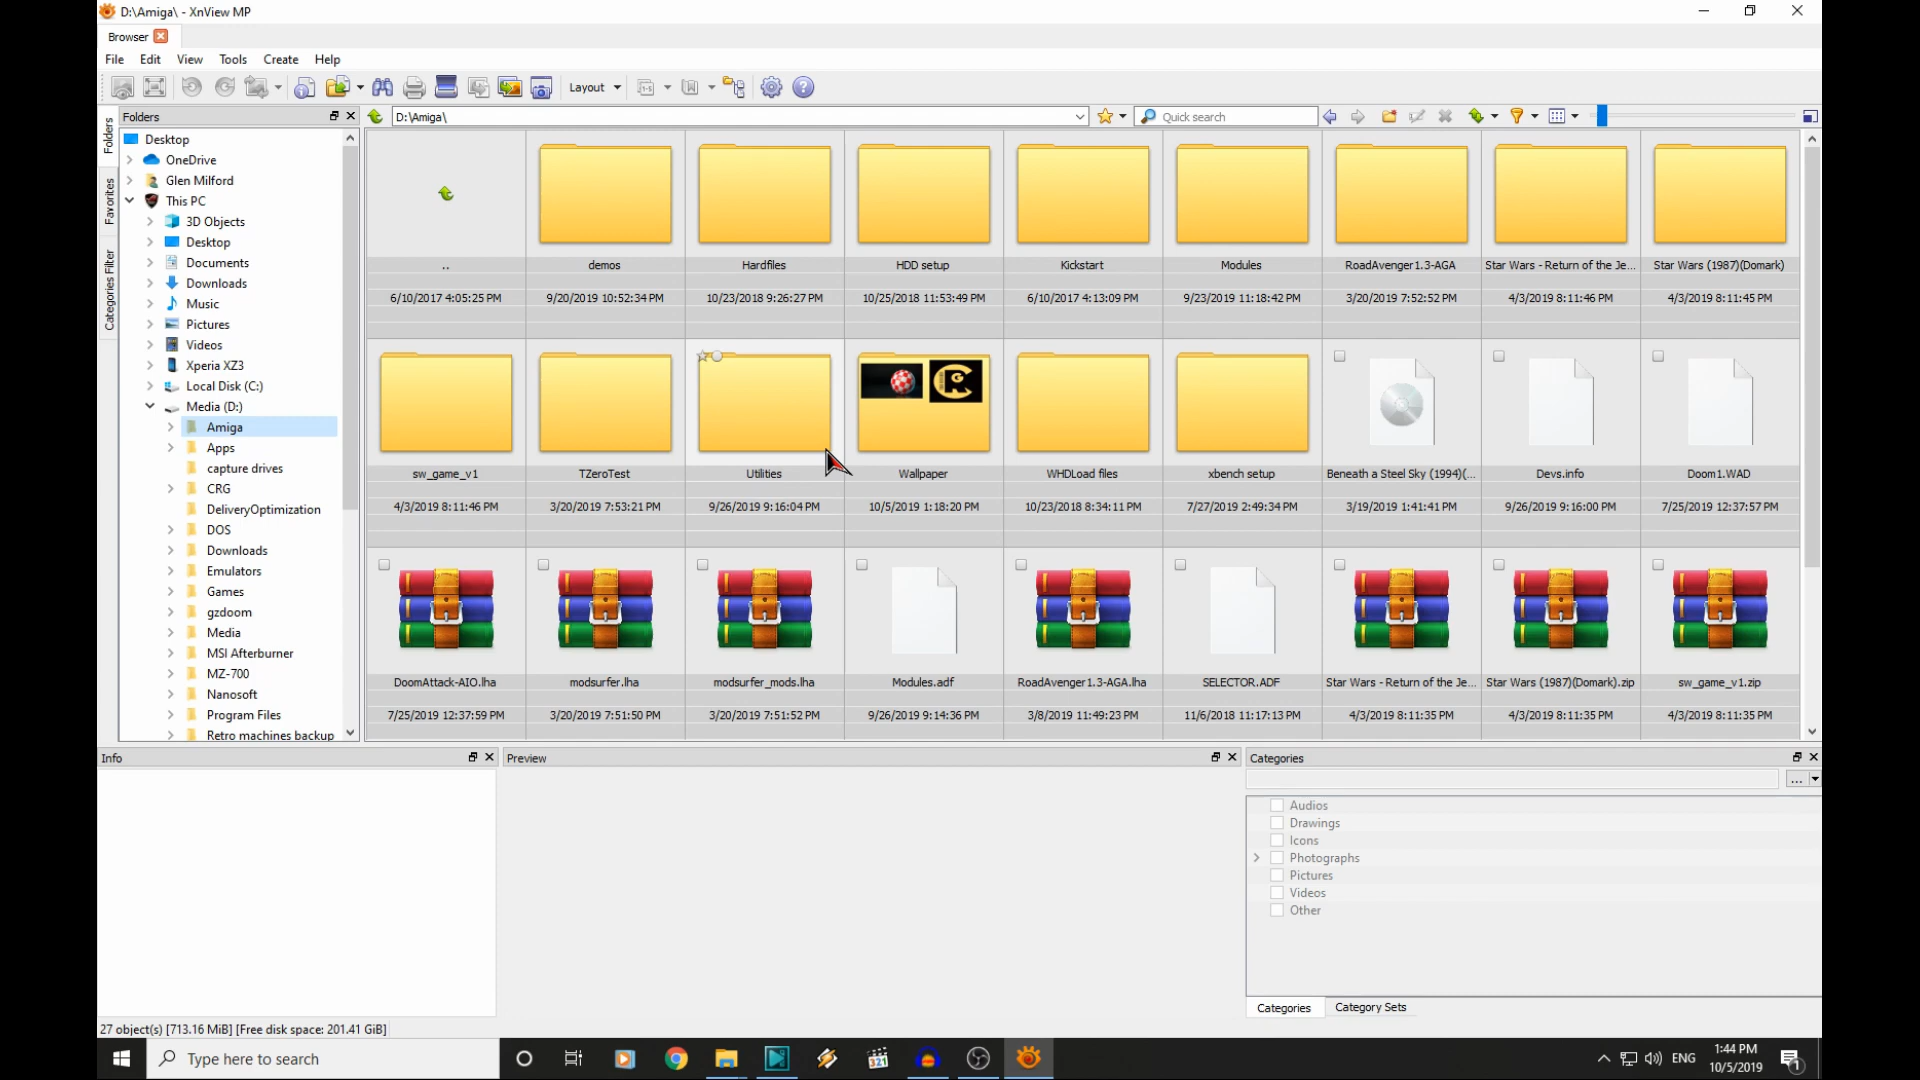 D:\Amiga\ - XnView MP
Browser
File Edit View Tools Create Help
Layout
Folders
D:\Amiga\
Quick search
Folders
Favorites
Categories Filter
Desktop
OneDrive
Glen Milford
This PC
3D Objects
Desktop
Documents
Downloads
Music
Pictures
Videos
Xperia XZ3
Local Disk (C:)
Media (D:)
Amiga
Apps
capture drives
CRG
DeliveryOptimization
DOS
Downloads
Emulators
Games
gzdoom
Media
MSI Afterburner
MZ-700
Nanosoft
Program Files
Retro machines backup
.. demos Hardfiles HDD setup Kickstart Modules RoadAvenger1.3-AGA Star Wars - Return of the Je... Star Wars (1987)(Domark)
6/10/2017 4:05:25 PM 9/20/2019 10:52:34 PM 10/23/2018 9:26:27 PM 10/25/2018 11:53:49 PM 6/10/2017 4:13:09 PM 9/23/2019 11:18:42 PM 3/20/2019 7:52:52 PM 4/3/2019 8:11:46 PM 4/3/2019 8:11:45 PM
sw_game_v1 TZeroTest Utilities Wallpaper WHDLoad files xbench setup Beneath a Steel Sky (1994)(... Devs.info Doom1.WAD
4/3/2019 8:11:46 PM 3/20/2019 7:53:21 PM 9/26/2019 9:16:04 PM 10/5/2019 1:18:20 PM 10/23/2018 8:34:11 PM 7/27/2019 2:49:34 PM 3/19/2019 1:41:41 PM 9/26/2019 9:16:00 PM 7/25/2019 12:37:57 PM
DoomAttack-AIO.lha modsurfer.lha modsurfer_mods.lha Modules.adf RoadAvenger1.3-AGA.lha SELECTOR.ADF Star Wars - Return of the Je... Star Wars (1987)(Domark).zip sw_game_v1.zip
7/25/2019 12:37:59 PM 3/20/2019 7:51:50 PM 3/20/2019 7:51:52 PM 9/26/2019 9:14:36 PM 3/8/2019 11:49:23 PM 11/6/2018 11:17:13 PM 4/3/2019 8:11:35 PM 4/3/2019 8:11:35 PM 4/3/2019 8:11:35 PM
Info
Preview
Categories
...
Audios
Drawings
Icons
Photographs
Pictures
Videos
Other
Categories Category Sets
27 object(s) [713.16 MiB] [Free disk space: 201.41 GiB]
Type here to search
321
ENG
1:44 PM
10/5/2019
1